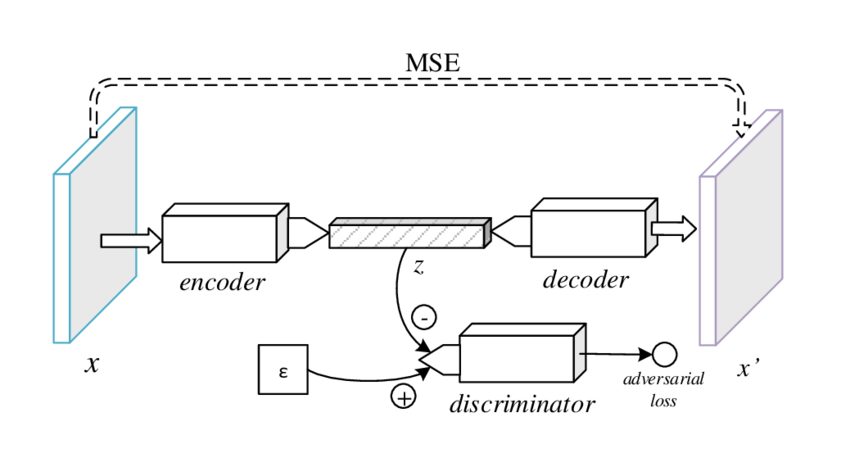 MSE
encoder
z
decoder
-
ε
+
discriminator
adversarial
loss
x
x’